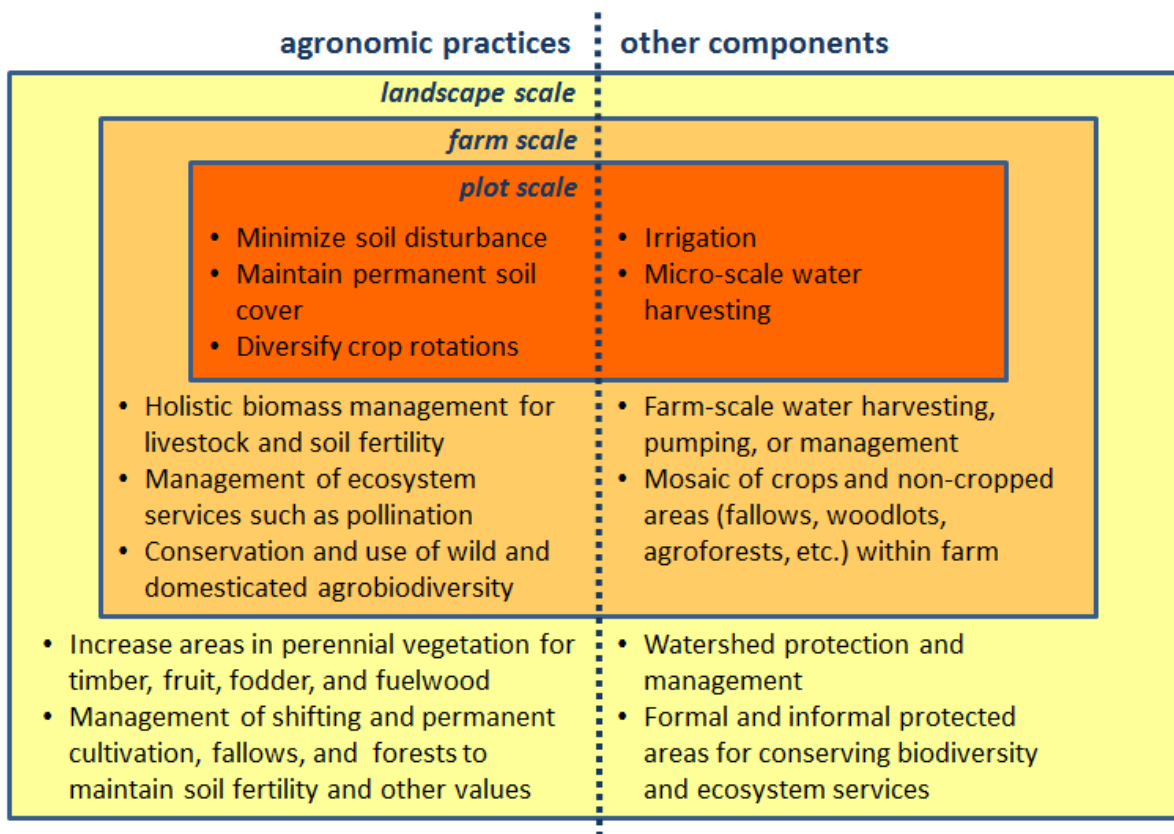 agronomic practices
other components
landscape scale
farm scale
plot scale
• Minimize soil disturbance
• Maintain permanent soil
cover
• Diversify crop rotations
• Irrigation
• Micro-scale water
harvesting
• Holistic biomass management for
livestock and soil fertility
• Management of ecosystem
services such as pollination
• Conservation and use of wild and
domesticated agrobiodiversity
• Farm-scale water harvesting,
pumping, or management
• Mosaic of crops and non-cropped
areas (fallows, woodlots,
agroforests, etc.) within farm
• Increase areas in perennial vegetation for
timber, fruit, fodder, and fuelwood
• Management of shifting and permanent
cultivation, fallows, and forests to
maintain soil fertility and other values
• Watershed protection and
management
• Formal and informal protected
areas for conserving biodiversity
and ecosystem services